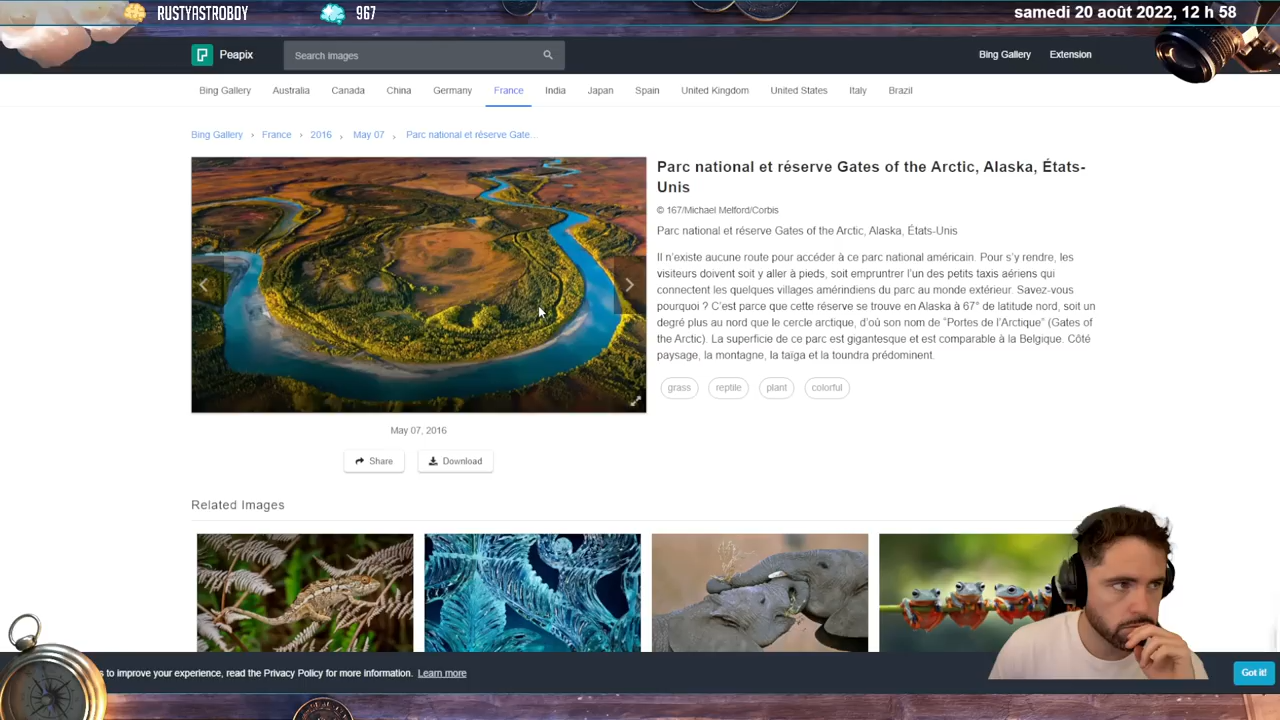 RUSTYASTROBOY 967 samedi 20 août 2022, 12 h 58
Peapix Search Images Bing Gallery Extension
Bing Gallery Australia Canada China Germany France India Japan Spain United Kingdom United States Italy Brazil
Bing Gallery › France › 2016 , May 07 , Parc national et réserve Gate...
Parc national et réserve Gates of the Arctic, Alaska, États-
Unis
© 167/Michael Melford/Corbis
Parc national et réserve Gates of the Arctic, Alaska, États-Unis
Il n'existe aucune route pour accéder à ce parc national américain. Pour s'y rendre, les
visiteurs doivent soit y aller à pieds, soit empruntrer l'un des petits taxis aériens qui
connectent les quelques villages amérindiens du parc au monde extérieur. Savez-vous
pourquoi ? C'est parce que cette réserve se trouve en Alaska à 67° de latitude nord, soit un
degré plus au nord que le cercle arctique, d'où son nom de "Portes de l'Arctique" (Gates of
the Arctic). La superficie de ce parc est gigantesque et est comparable à la Belgique. Côté
paysage, la montagne, la taïga et la toundra prédominent.
grass reptile plant colorful
May 07, 2016
Share Download
Related Images
s to improve your experience, read the Privacy Policy for more information. Learn more Got it!